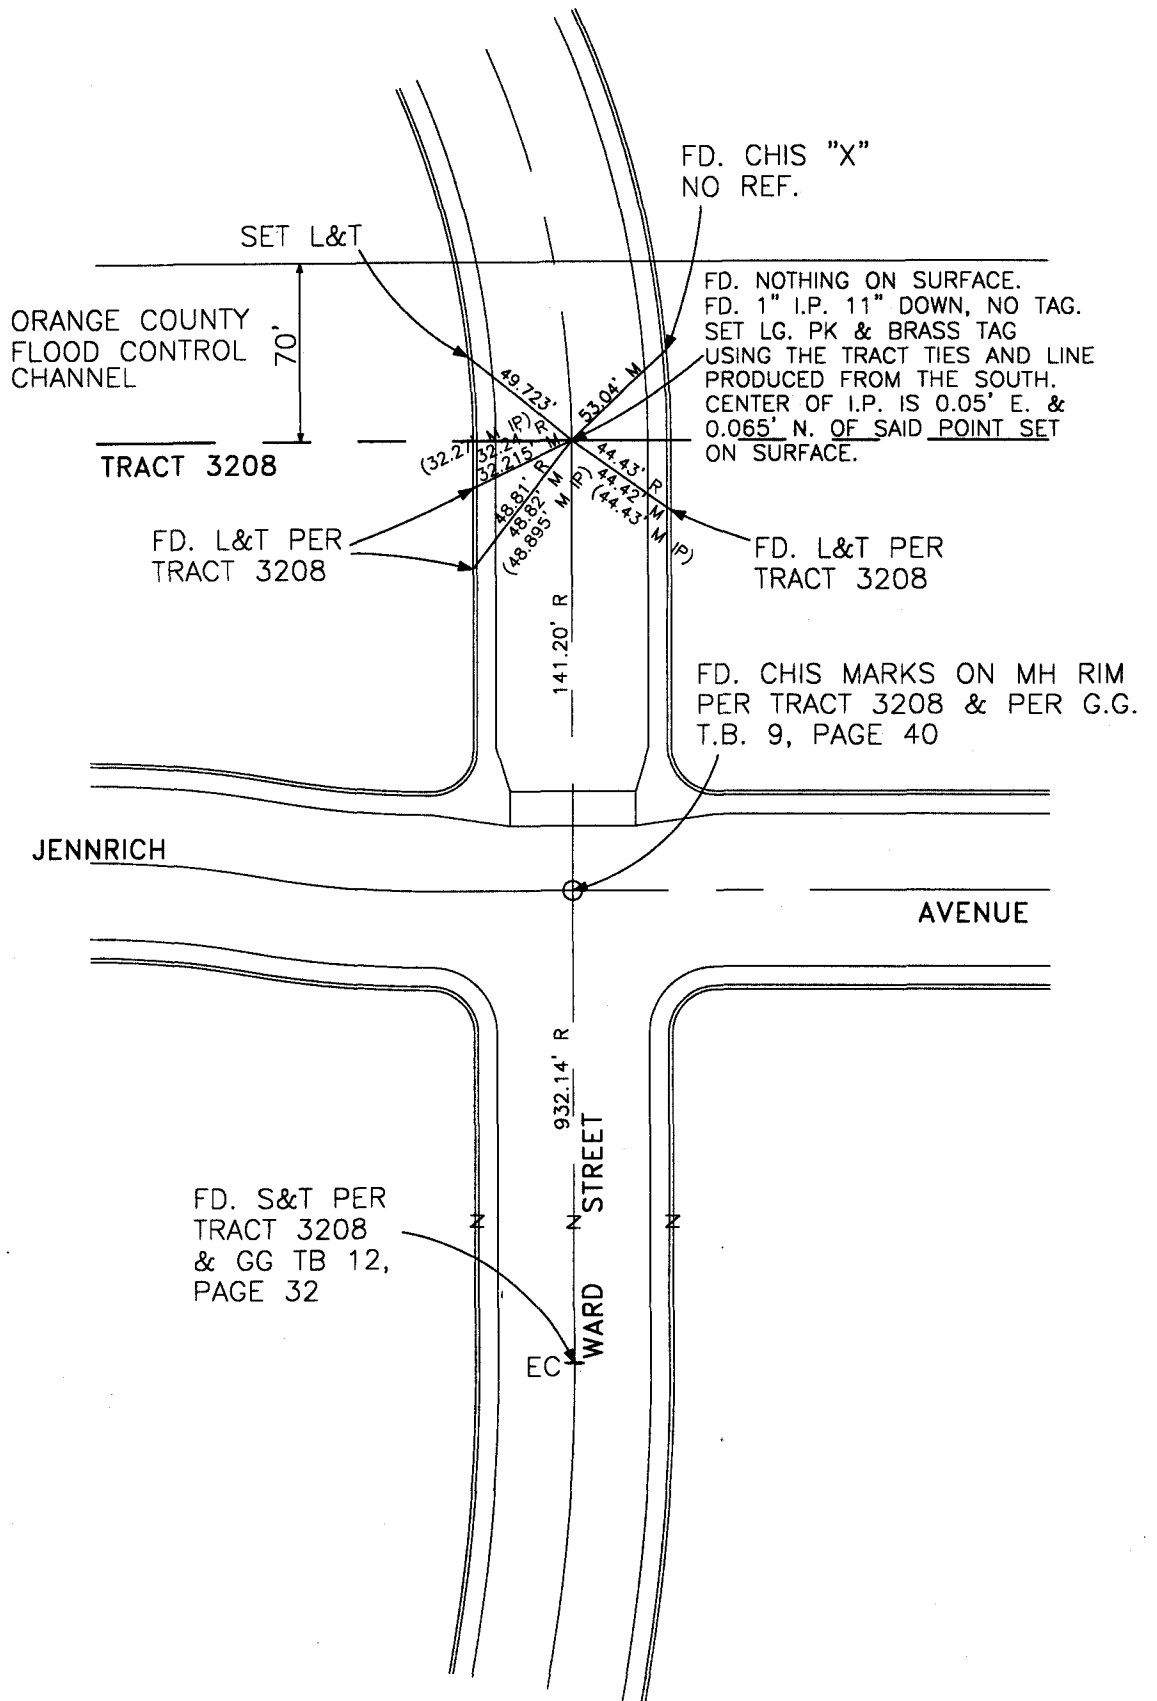 FD. CHIS "X"
NO REF.
SET L&T
ORANGE COUNTY
FLOOD CONTROL
CHANNEL
70'
FD. NOTHING ON SURFACE.
FD. 1" I.P. 11" DOWN, NO TAG.
SET LG. PK & BRASS TAG
USING THE TRACT TIES AND LINE
PRODUCED FROM THE SOUTH.
CENTER OF I.P. IS 0.05' E. &
0.065' N. OF SAID POINT SET
ON SURFACE.
49.723'
53.04' M
TRACT 3208
(32.27' M IP)
32.24' R
32.215' M
48.81' R
48.82' M
(48.895' M IP)
44.43' R
44.42' M
(44.43' M IP)
FD. L&T PER
TRACT 3208
FD. L&T PER
TRACT 3208
141.20' R
FD. CHIS MARKS ON MH RIM
PER TRACT 3208 & PER G.G.
T.B. 9, PAGE 40
JENNRICH
AVENUE
932.14' R
WARD STREET
FD. S&T PER
TRACT 3208
& GG TB 12,
PAGE 32
N N N
EC